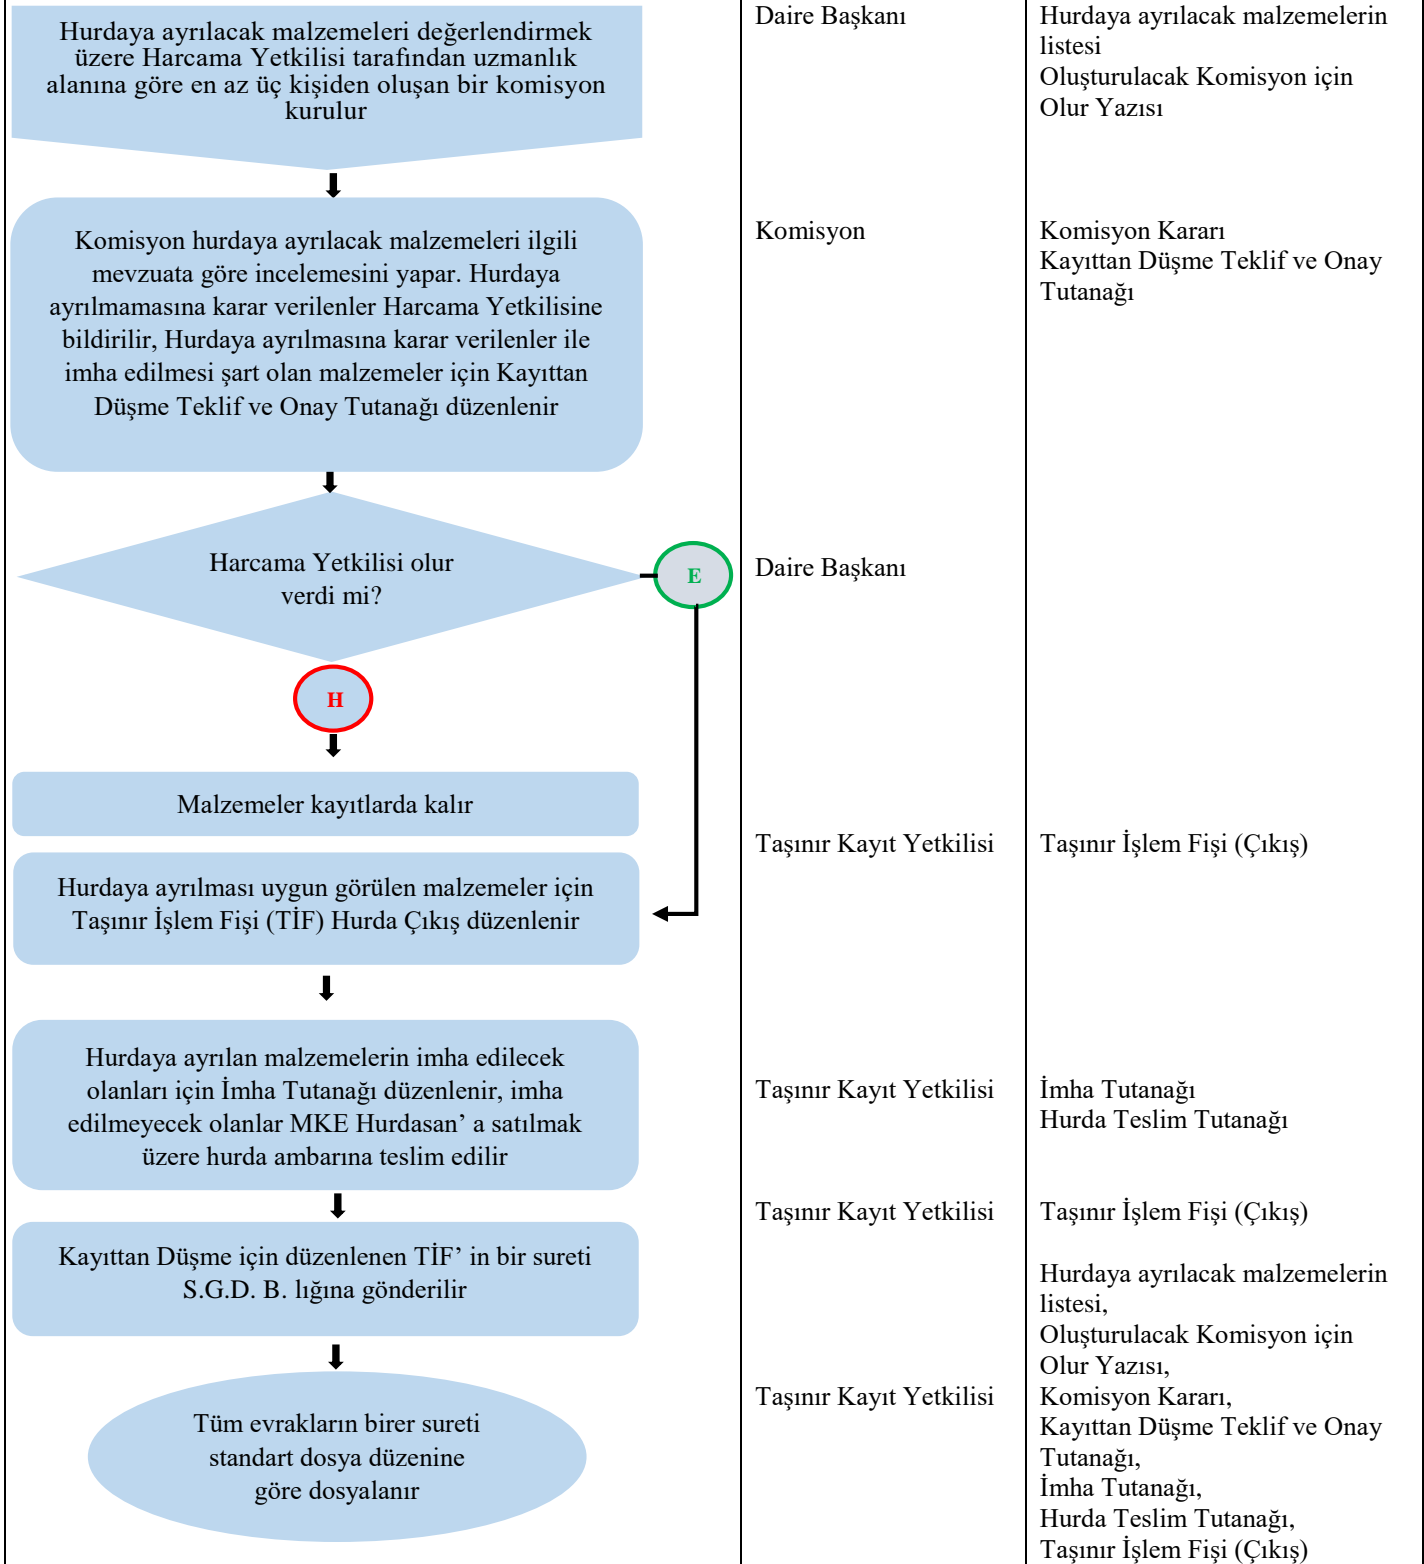 Hurdaya ayrılacak malzemeleri değerlendirmek
üzere Harcama Yetkilisi tarafından uzmanlık
alanına göre en az üç kişiden oluşan bir komisyon
kurulur
Daire Başkanı
Hurdaya ayrılacak malzemelerin
listesi
Oluşturulacak Komisyon için
Olur Yazısı
Komisyon hurdaya ayrılacak malzemeleri ilgili
mevzuata göre incelemesini yapar. Hurdaya
ayrılmamasına karar verilenler Harcama Yetkilisine
bildirilir, Hurdaya ayrılmasına karar verilenler ile
imha edilmesi şart olan malzemeler için Kayıttan
Düşme Teklif ve Onay Tutanağı düzenlenir
Komisyon
Komisyon Kararı
Kayıttan Düşme Teklif ve Onay
Tutanağı
Harcama Yetkilisi olur
verdi mi?
E
Daire Başkanı
H
Malzemeler kayıtlarda kalır
Hurdaya ayrılması uygun görülen malzemeler için
Taşınır İşlem Fişi (TİF) Hurda Çıkış düzenlenir
Taşınır Kayıt Yetkilisi
Taşınır İşlem Fişi (Çıkış)
Hurdaya ayrılan malzemelerin imha edilecek
olanları için İmha Tutanağı düzenlenir, imha
edilmeyecek olanlar MKE Hurdasan’ a satılmak
üzere hurda ambarına teslim edilir
Taşınır Kayıt Yetkilisi
İmha Tutanağı
Hurda Teslim Tutanağı
Kayıttan Düşme için düzenlenen TİF’ in bir sureti
S.G.D. B. lığına gönderilir
Taşınır Kayıt Yetkilisi
Taşınır İşlem Fişi (Çıkış)
Tüm evrakların birer sureti
standart dosya düzenine
göre dosyalanır
Taşınır Kayıt Yetkilisi
Hurdaya ayrılacak malzemelerin
listesi,
Oluşturulacak Komisyon için
Olur Yazısı,
Komisyon Kararı,
Kayıttan Düşme Teklif ve Onay
Tutanağı,
İmha Tutanağı,
Hurda Teslim Tutanağı,
Taşınır İşlem Fişi (Çıkış)